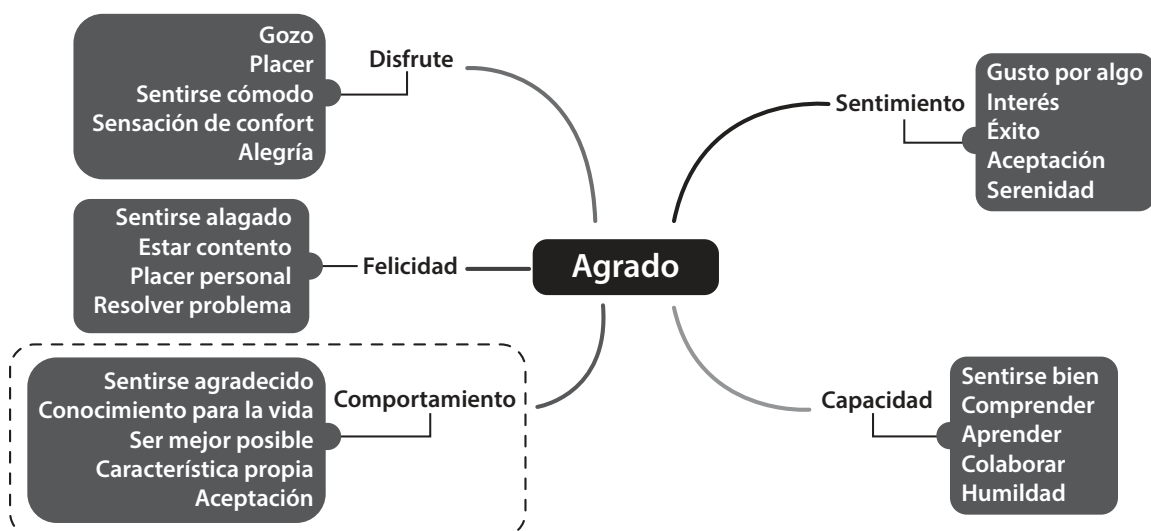 Agrado
Disfrute
Gozo
Placer
Sentirse cómodo
Sensación de confort
Alegría
Felicidad
Sentirse alagado
Estar contento
Placer personal
Resolver problema
Comportamiento
Sentirse agradecido
Conocimiento para la vida
Ser mejor posible
Característica propia
Aceptación
Sentimiento
Gusto por algo
Interés
Éxito
Aceptación
Serenidad
Capacidad
Sentirse bien
Comprender
Aprender
Colaborar
Humildad